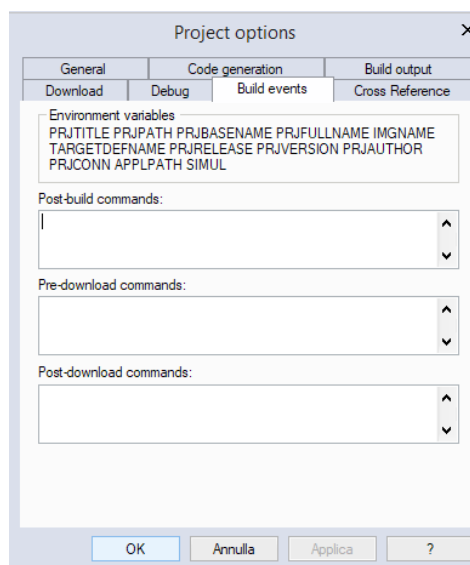 Project options
General
Code generation
Build output
Download
Debug
Build events
Cross Reference
Environment variables
PRJTITLE PRJPATH PRJBASENAME PRJFULLNAME IMGNAME
TARGETDEFNAME PRJRELEASE PRJVERSION PRJAUTHOR
PRJCONN APPLPATH SIMUL
Post-build commands:
Pre-download commands:
Post-download commands:
OK
Annulla
Applica
?